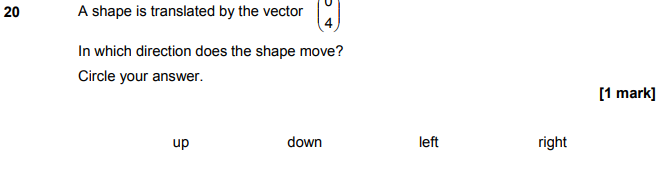 20 A shape is translated by the vector (0
4)
In which direction does the shape move?
Circle your answer.
[1 mark]
up down left right